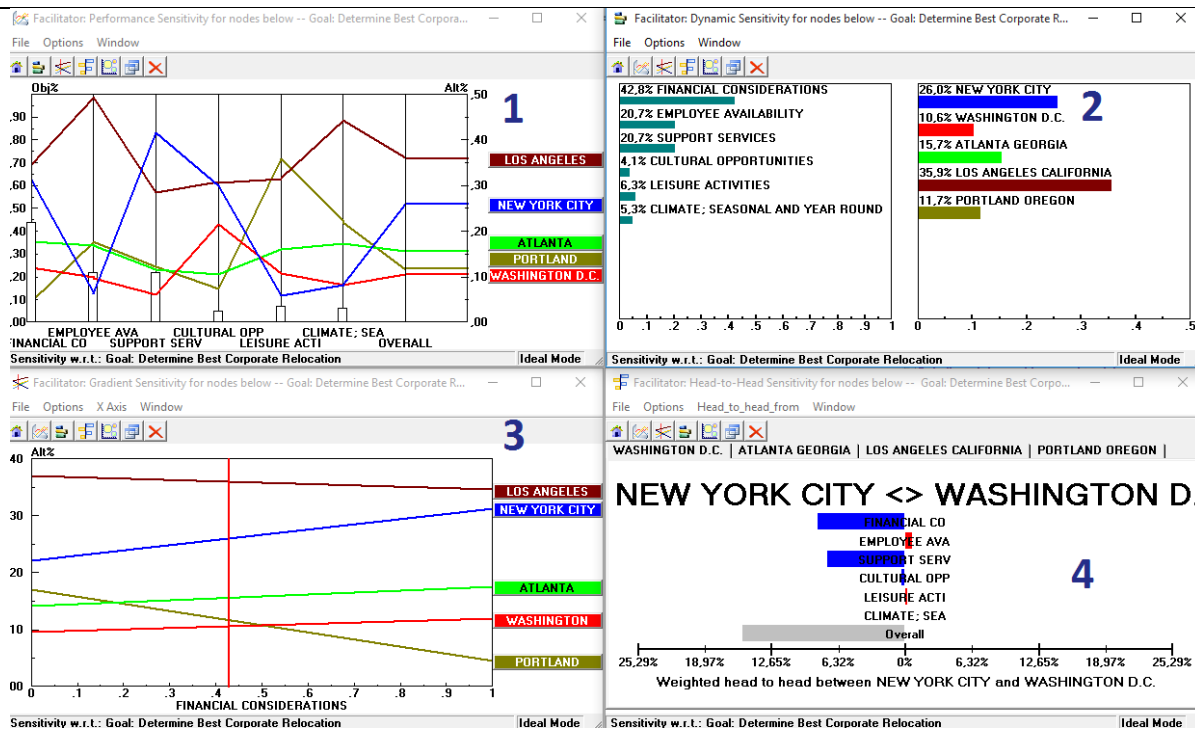 Facilitator: Performance Sensitivity for nodes below -- Goal: Determine Best Corpora...
File Options Window
Obj%
Alt%
1
.90
.80
.70
.60
.50
.40
.30
.20
.10
.00
,50
,40
,30
,20
,10
,00
LOS ANGELES
NEW YORK CITY
ATLANTA
PORTLAND
WASHINGTON D.C.
EMPLOYEE AVA CULTURAL OPP CLIMATE; SEA
FINANCIAL CO SUPPORT SERV LEISURE ACTI OVERALL
Sensitivity w.r.t.: Goal: Determine Best Corporate Relocation
Ideal Mode
Facilitator: Dynamic Sensitivity for nodes below -- Goal: Determine Best Corporate R...
File Options Window
2
42,8% FINANCIAL CONSIDERATIONS
20,7% EMPLOYEE AVAILABILITY
20,7% SUPPORT SERVICES
4,1% CULTURAL OPPORTUNITIES
6,3% LEISURE ACTIVITIES
5,3% CLIMATE; SEASONAL AND YEAR ROUND
0 .1 .2 .3 .4 .5 .6 .7 .8 .9 1
26,0% NEW YORK CITY
10,6% WASHINGTON D.C.
15,7% ATLANTA GEORGIA
35,9% LOS ANGELES CALIFORNIA
11,7% PORTLAND OREGON
0 .1 .2 .3 .4 .5
Sensitivity w.r.t.: Goal: Determine Best Corporate Relocation
Ideal Mode
Facilitator: Gradient Sensitivity for nodes below -- Goal: Determine Best Corporate R...
File Options X Axis Window
3
Alt%
40
30
20
10
00
LOS ANGELES
NEW YORK CITY
ATLANTA
WASHINGTON
PORTLAND
0 .1 .2 .3 .4 .5 .6 .7 .8 .9 1
FINANCIAL CONSIDERATIONS
Sensitivity w.r.t.: Goal: Determine Best Corporate Relocation
Ideal Mode
Facilitator: Head-to-Head Sensitivity for nodes below -- Goal: Determine Best Corpo...
File Options Head_to_head_from Window
WASHINGTON D.C. | ATLANTA GEORGIA | LOS ANGELES CALIFORNIA | PORTLAND OREGON |
NEW YORK CITY <> WASHINGTON D.
FINANCIAL CO
EMPLOYEE AVA
SUPPORT SERV
CULTURAL OPP
LEISURE ACTI
CLIMATE; SEA
Overall
4
25,29% 18,97% 12,65% 6,32% 0% 6,32% 12,65% 18,97% 25,29%
Weighted head to head between NEW YORK CITY and WASHINGTON D.C.
Sensitivity w.r.t.: Goal: Determine Best Corporate Relocation
Ideal Mode